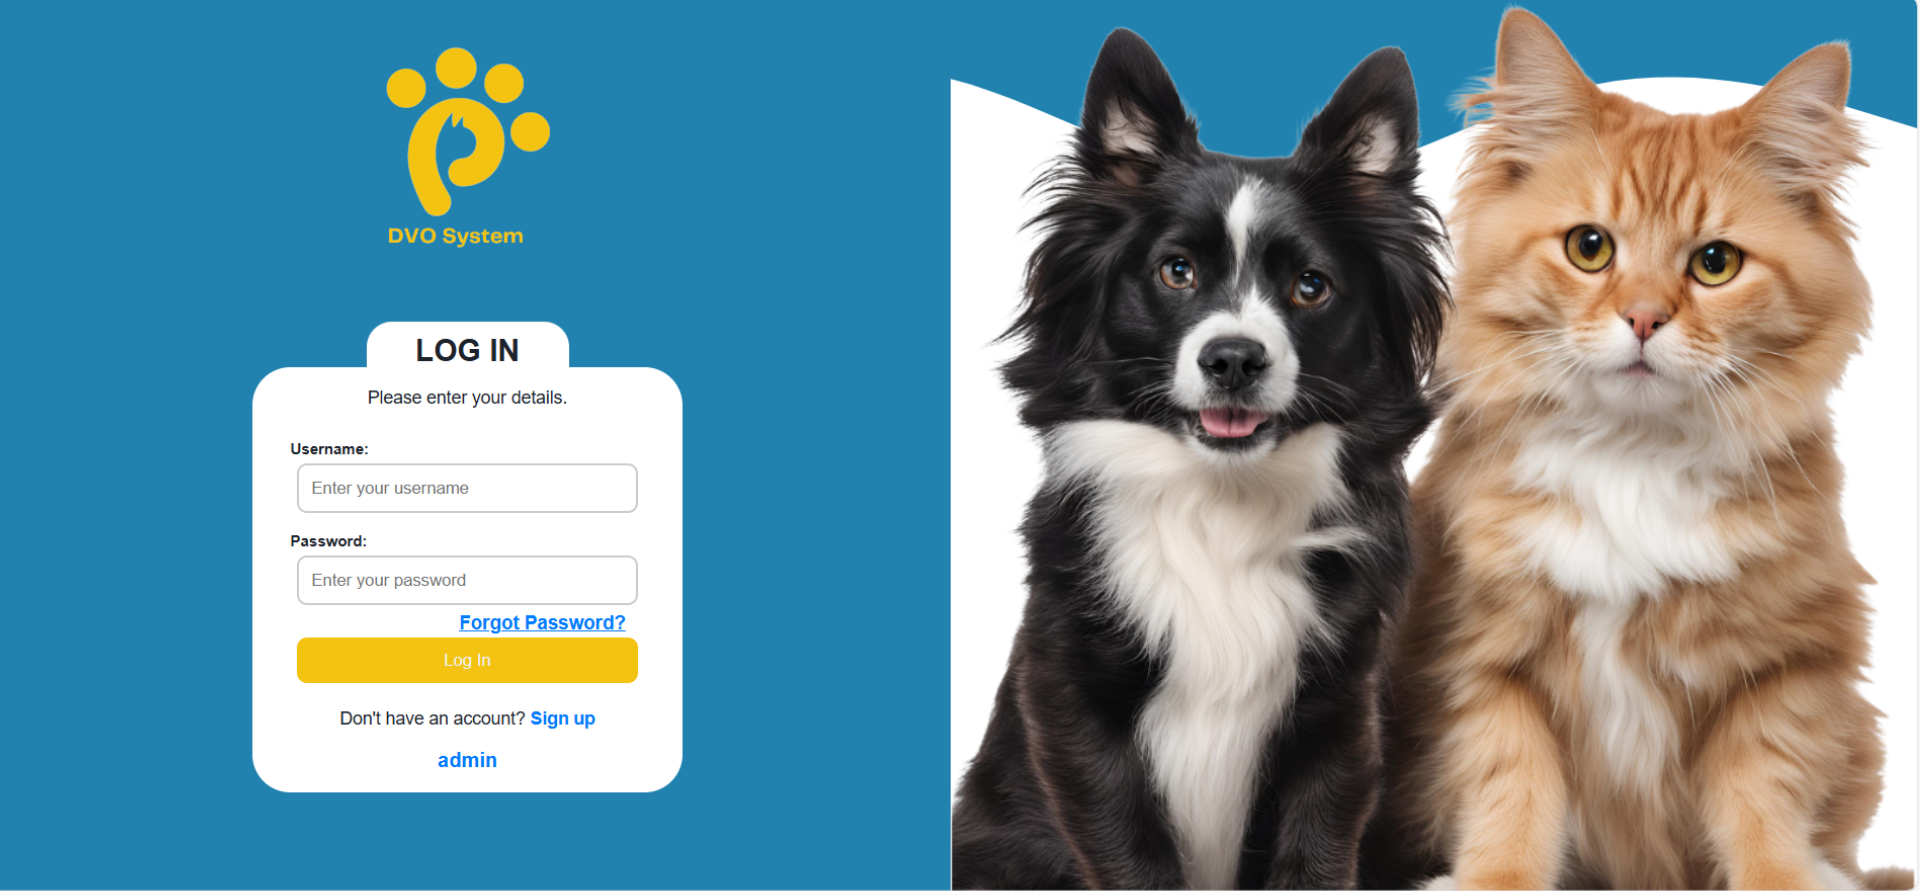 DVO System
LOG IN
Please enter your details.
Username:
Enter your username
Password:
Enter your password
Forgot Password?
Log In
Don't have an account? Sign up
admin